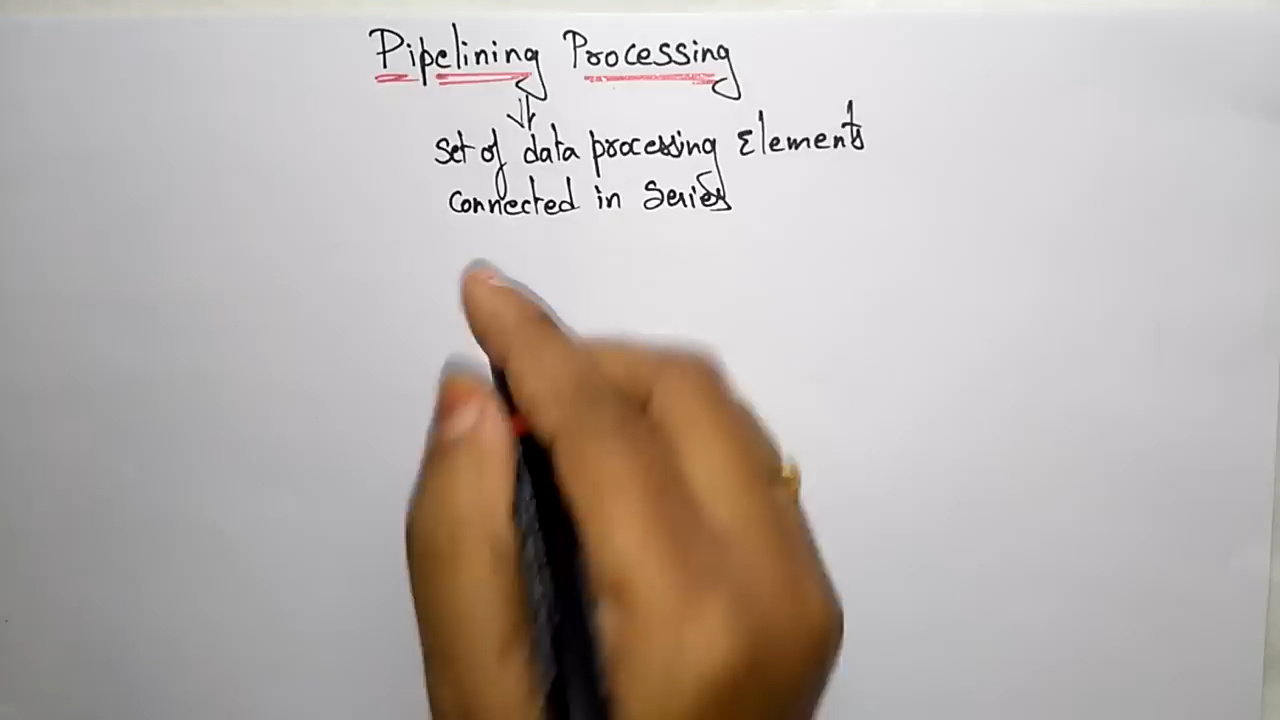 Pipelining Processing
set of data processing Elements
connected in Series